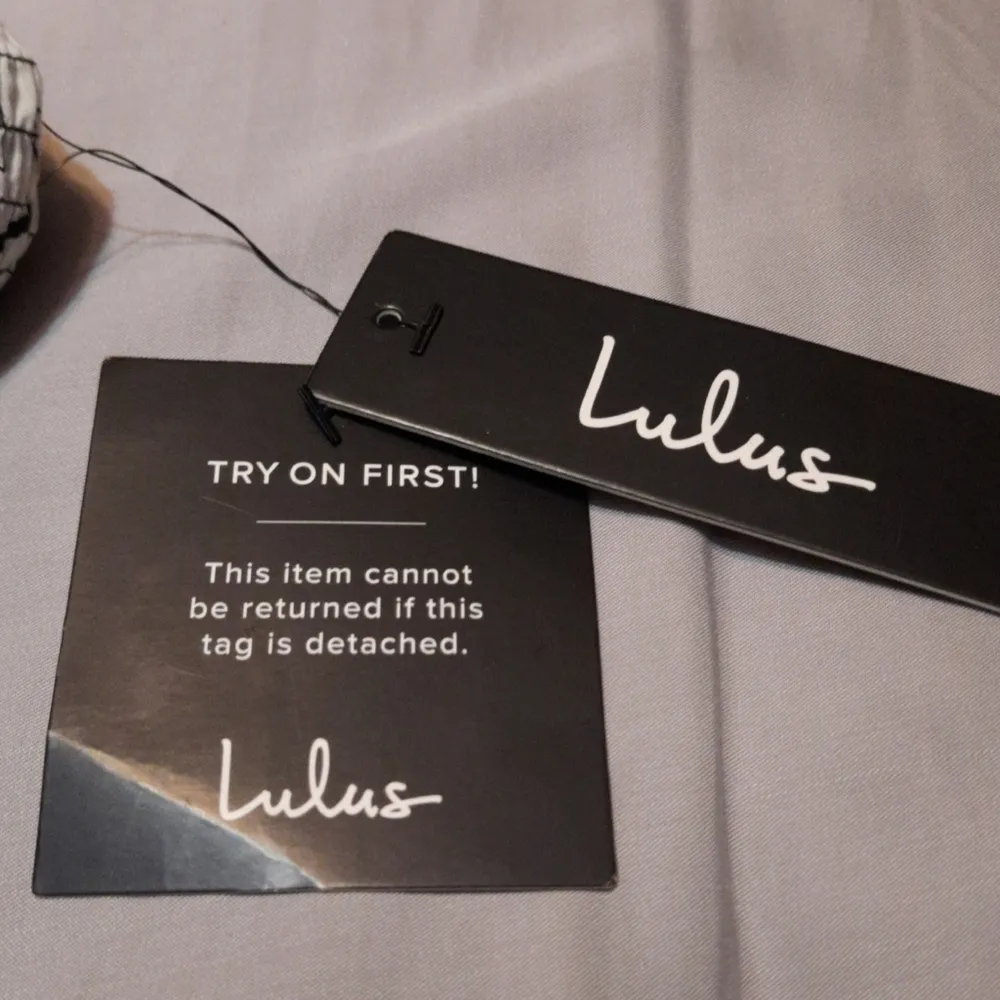 Lulus
TRY ON FIRST!
This item cannot
be returned if this
tag is detached.
Lulus